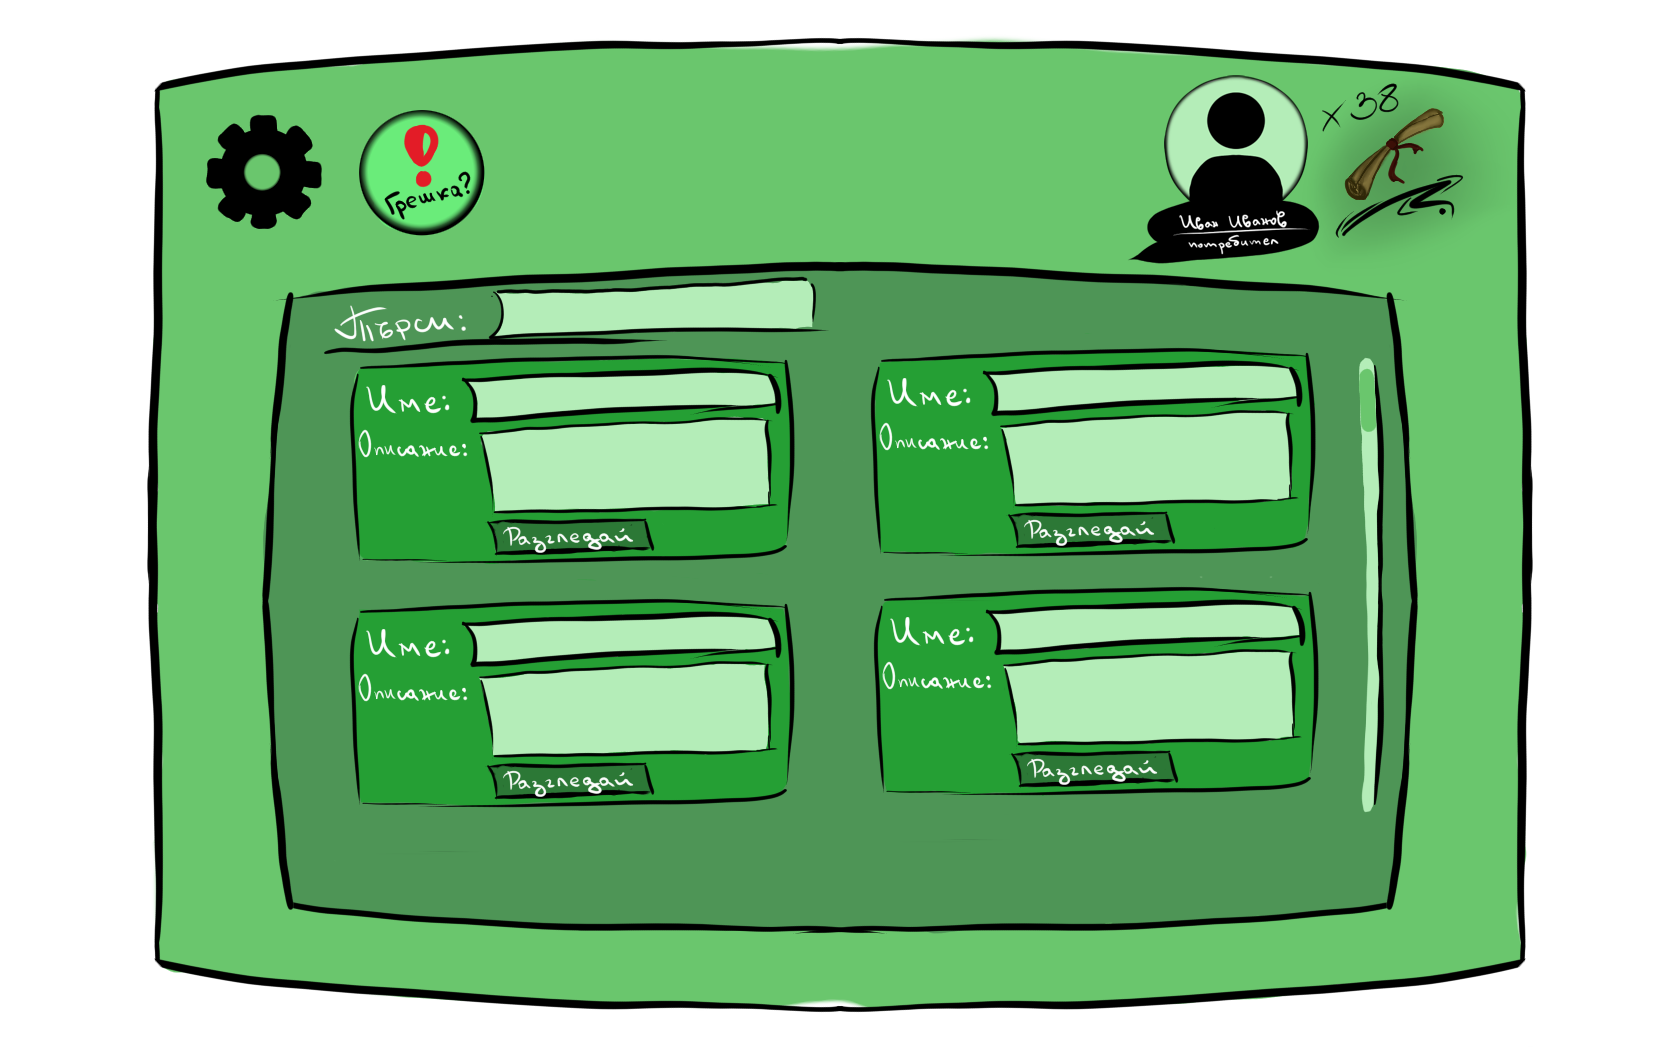 Грешка?
x 38
Иван Иванов
потребител
Търси:
Име:
Описание:
Разгледай
Име:
Описание:
Разгледай
Име:
Описание:
Разгледай
Име:
Описание:
Разгледай